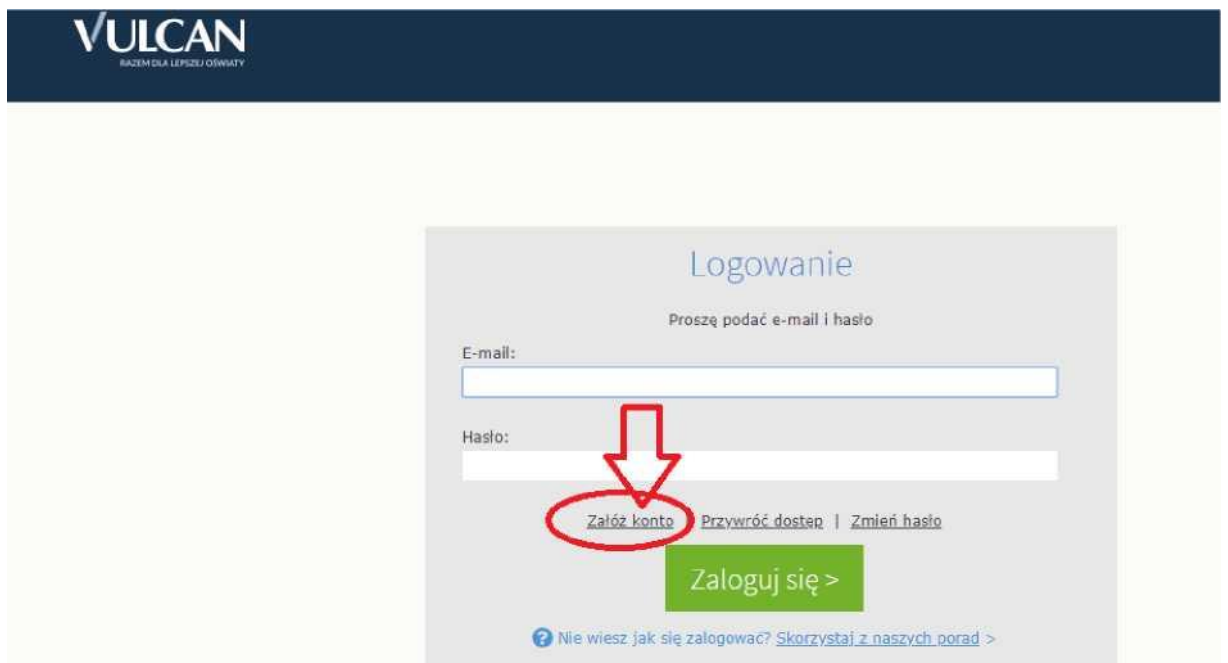 VULCAN
RAZEM DLA LEPSZEJ OŚWIATY
Logowanie
Proszę podać e-mail i hasło
E-mail:
Hasło:
Załóż konto Przywróć dostęp | Zmień hasło
Zaloguj się >
? Nie wiesz jak się zalogować? Skorzystaj z naszych porad >